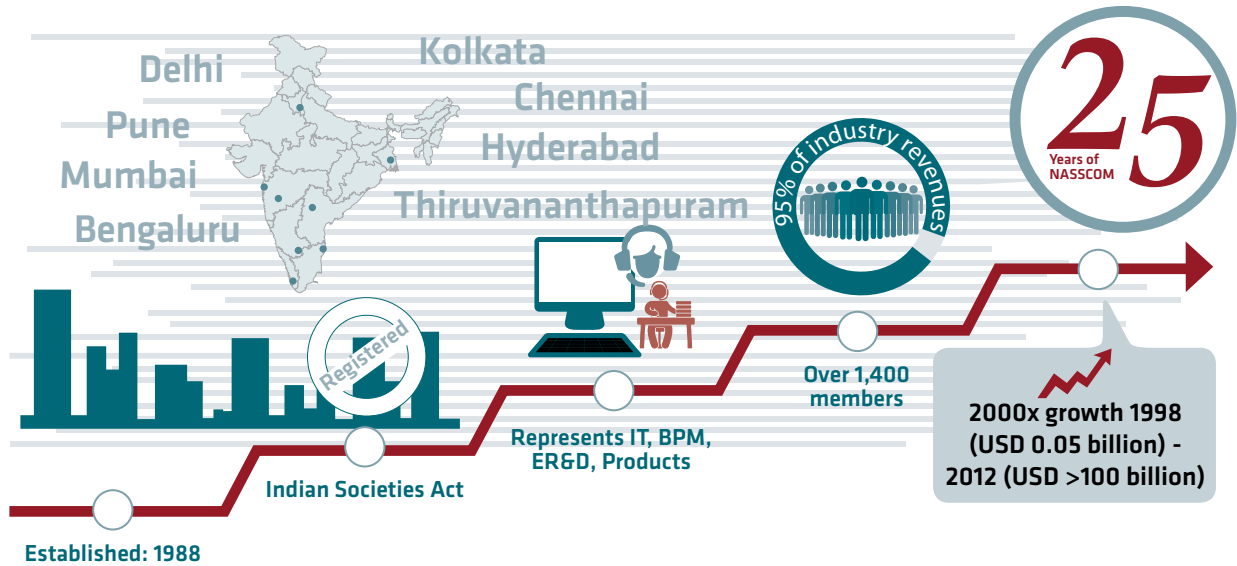 Delhi
Pune
Mumbai
Bengaluru
Kolkata
Chennai
Hyderabad
Thiruvananthapuram
95% of industry revenues
25
Years of
NASSCOM
Registered
Established: 1988
Indian Societies Act
Represents IT, BPM,
ER&D, Products
Over 1,400
members
2000x growth 1998
(USD 0.05 billion) -
2012 (USD >100 billion)